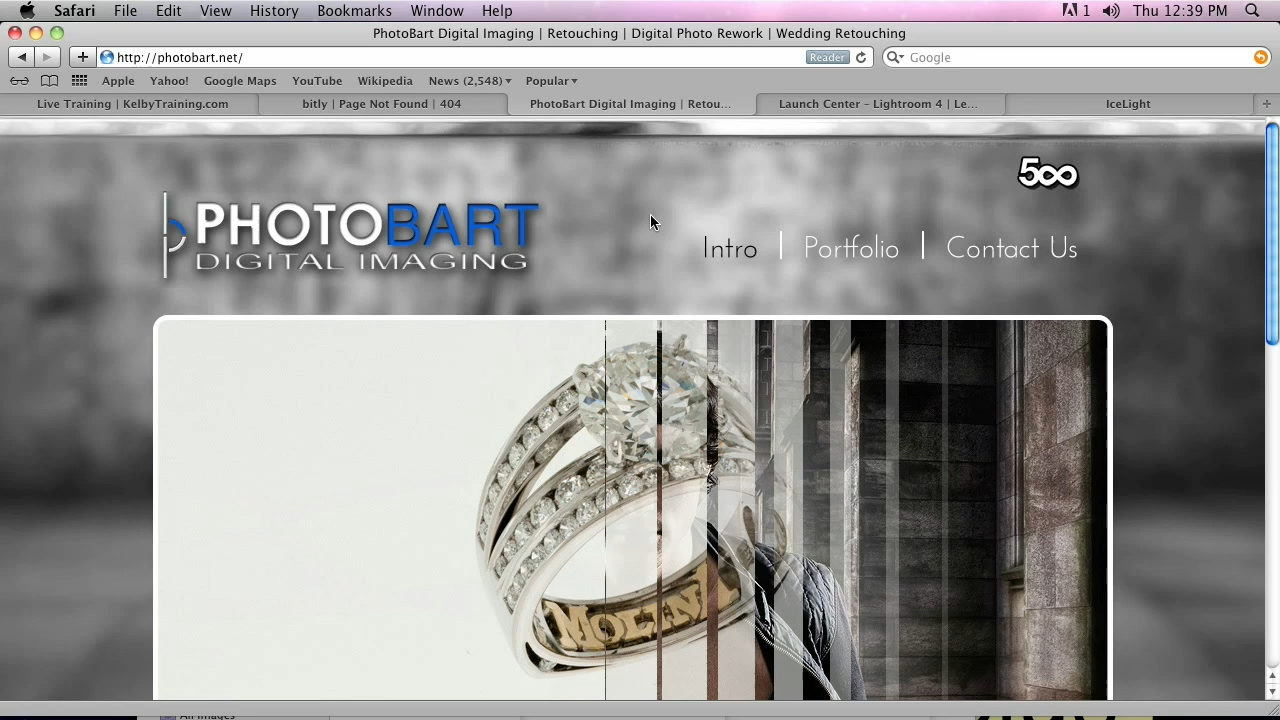 Safari File Edit View History Bookmarks Window Help 1 Thu 12:39 PM
PhotoBart Digital Imaging | Retouching | Digital Photo Rework | Wedding Retouching
http://photobart.net/ Reader Google
Apple Yahoo! Google Maps YouTube Wikipedia News (2,548) Popular
Live Training | KelbyTraining.com bitly | Page Not Found | 404 PhotoBart Digital Imaging | Retou... Launch Center – Lightroom 4 | Le... IceLight
500
PHOTOBART
DIGITAL IMAGING
Intro | Portfolio | Contact Us
MOLINA
All Images